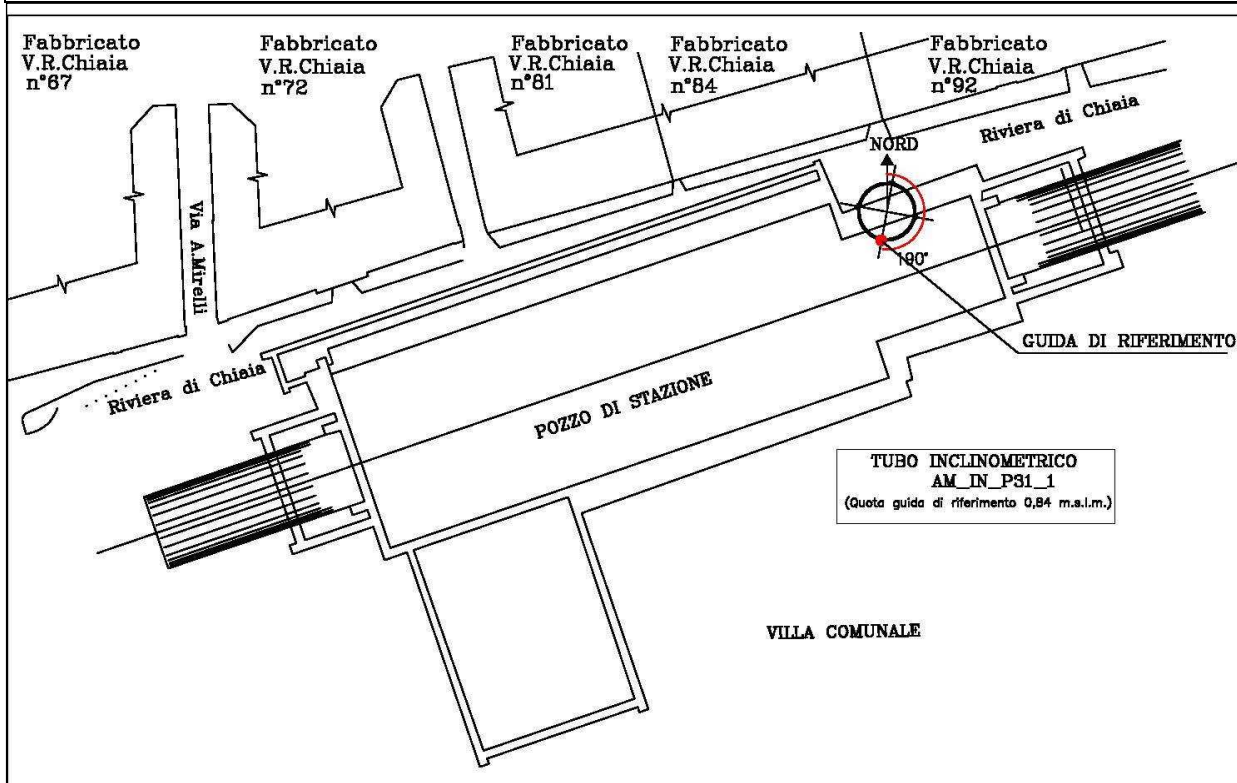 Fabbricato
V.R.Chiaia
n°67
Fabbricato
V.R.Chiaia
n°72
Fabbricato
V.R.Chiaia
n°81
Fabbricato
V.R.Chiaia
n°84
Fabbricato
V.R.Chiaia
n°92
Riviera di Chiaia
NORD
Via A.Mirelli
190°
GUIDA DI RIFERIMENTO
Riviera di Chiaia
POZZO DI STAZIONE
TUBO INCLINOMETRICO
AM_IN_P31_1
(Quota guida di riferimento 0,84 m.s.l.m.)
VILLA COMUNALE